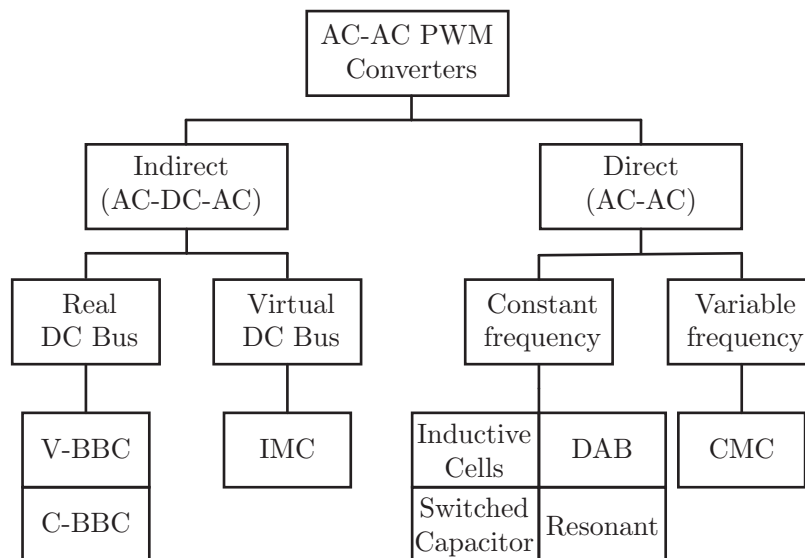 AC-AC PWM
Converters
Indirect
(AC-DC-AC)
Direct
(AC-AC)
Real
DC Bus
Virtual
DC Bus
Constant
frequency
Variable
frequency
V-BBC
C-BBC
IMC
Inductive
Cells
DAB
Switched
Capacitor
Resonant
CMC